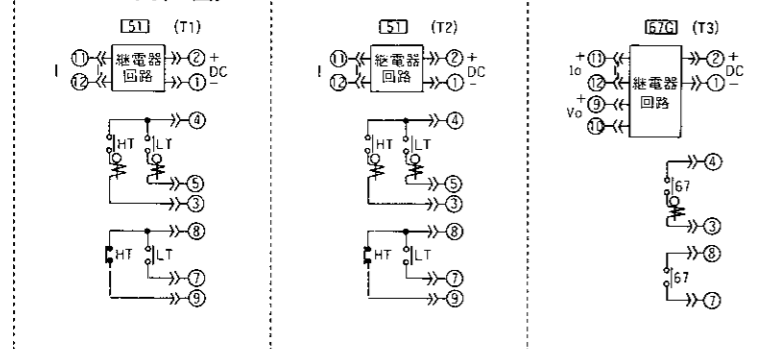 51 (T1)
⑪ 継電器 ② +
I 回路 DC
⑫ ① −
④
HT LT
⑤
③
⑧
HT LT
⑦
⑨
51 (T2)
⑪ 継電器 ② +
I 回路 DC
⑫ ① −
④
HT LT
⑤
③
⑧
HT LT
⑦
⑨
67G (T3)
+ ⑪ ② +
Io DC
⑫ 継電器 ① −
+ ⑨ 回路
Vo
⑩
④
67
③
⑧
67
⑦